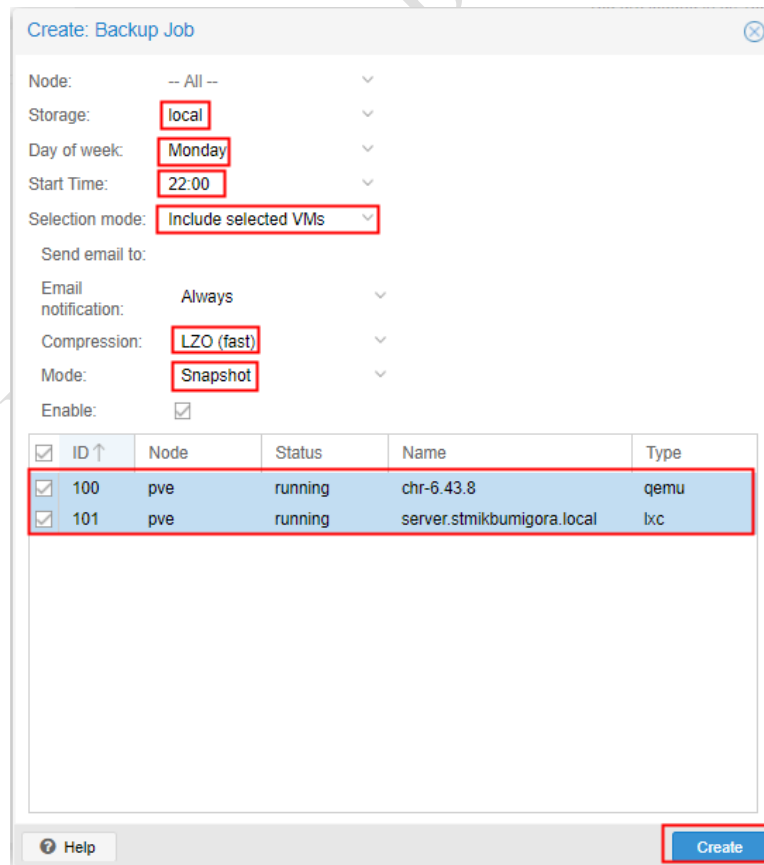 Create: Backup Job
Node: -- All --
Storage: local
Day of week: Monday
Start Time: 22:00
Selection mode: Include selected VMs
Send email to:
Email
notification: Always
Compression: LZO (fast)
Mode: Snapshot
Enable:
ID Node Status Name Type
100 pve running chr-6.43.8 qemu
101 pve running server.stmikbumigora.local lxc
Help Create